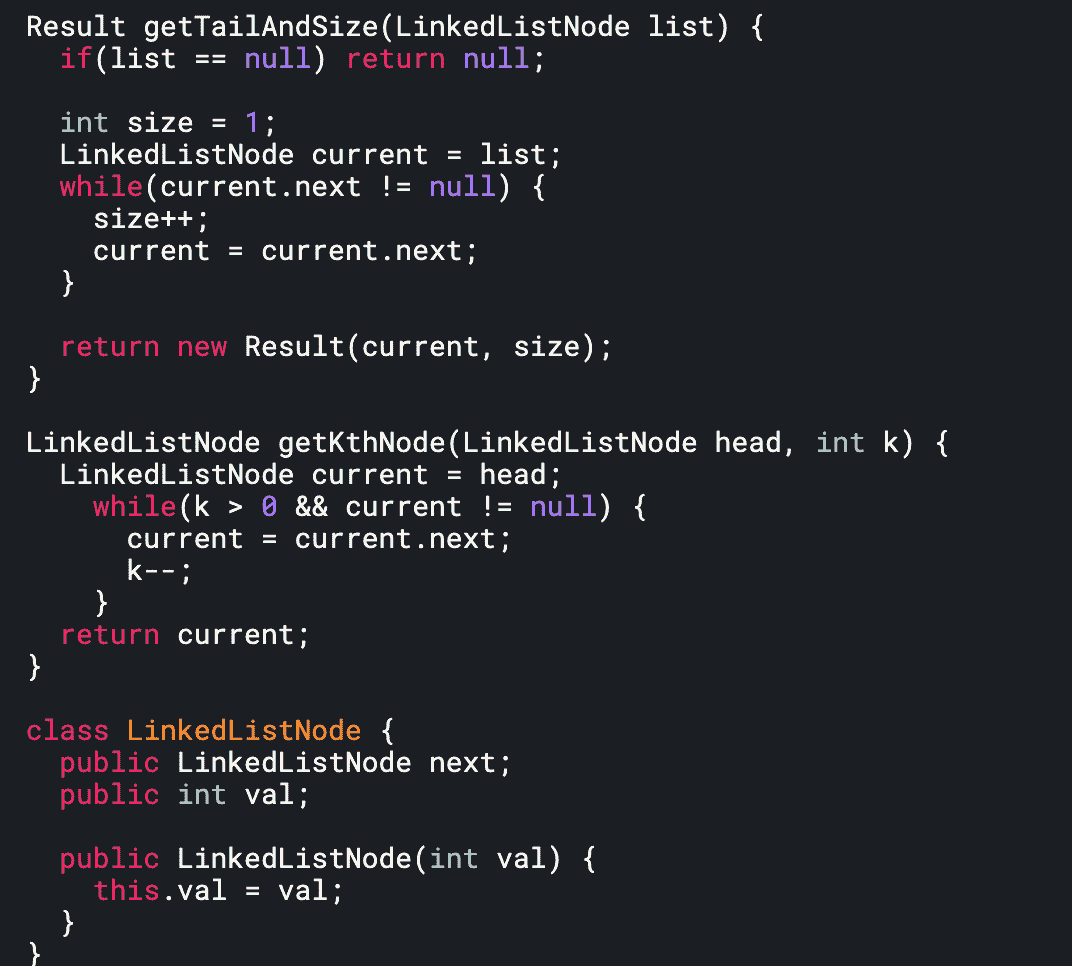 Result getTailAndSize(LinkedListNode list) {
  if(list == null) return null;

  int size = 1;
  LinkedListNode current = list;
  while(current.next != null) {
    size++;
    current = current.next;
  }

  return new Result(current, size);
}

LinkedListNode getKthNode(LinkedListNode head, int k) {
  LinkedListNode current = head;
    while(k > 0 && current != null) {
      current = current.next;
      k--;
    }
  return current;
}

class LinkedListNode {
  public LinkedListNode next;
  public int val;

  public LinkedListNode(int val) {
    this.val = val;
  }
}